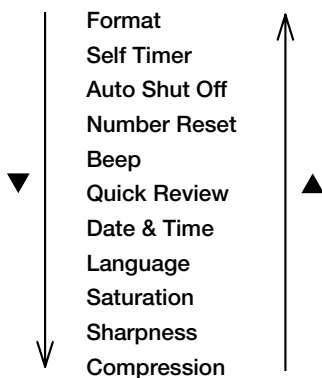 Format
Self Timer
Auto Shut Off
Number Reset
Beep
Quick Review
Date & Time
Language
Saturation
Sharpness
Compression